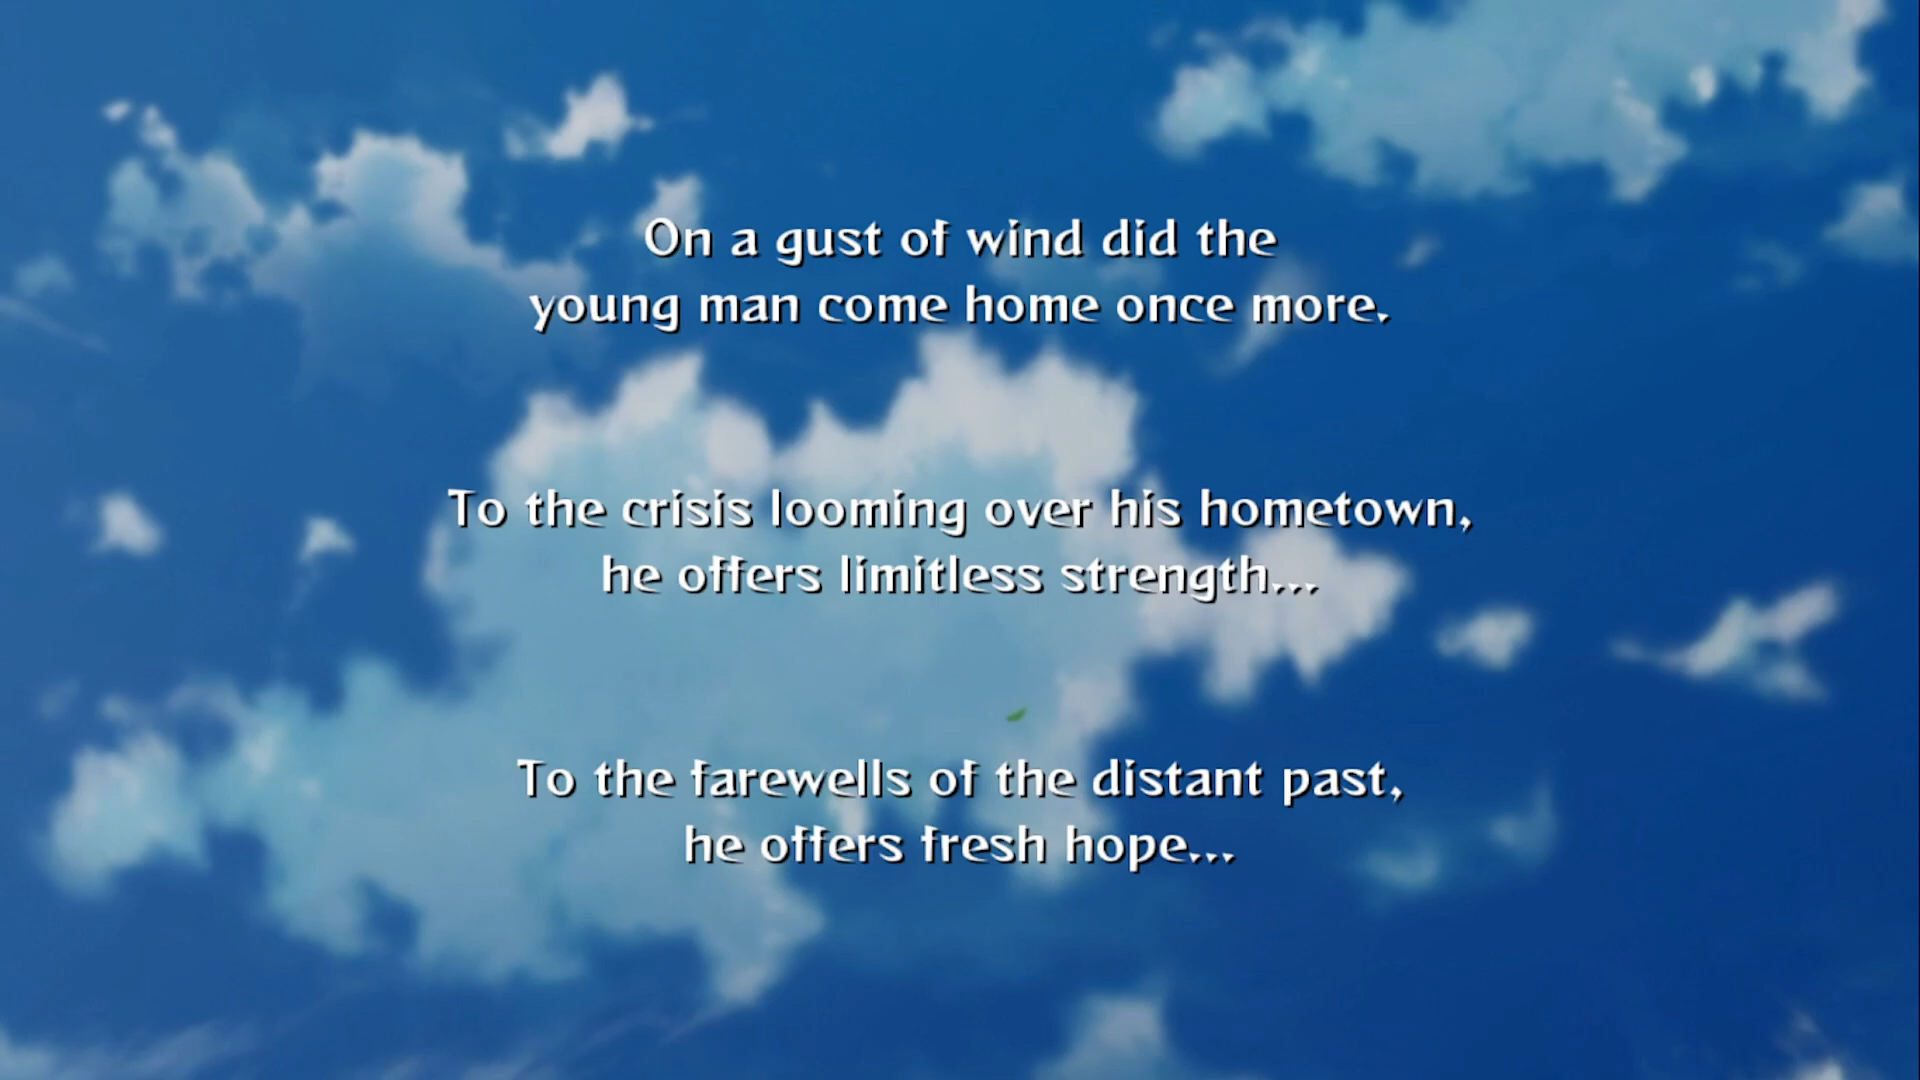 On a gust of wind did the
young man come home once more.
To the crisis looming over his hometown,
he offers limitless strength...
To the farewells of the distant past,
he offers fresh hope...